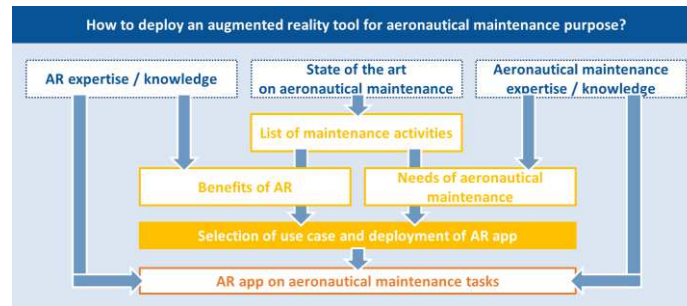 How to deploy an augmented reality tool for aeronautical maintenance purpose?
AR expertise / knowledge
State of the art
on aeronautical maintenance
Aeronautical maintenance
expertise / knowledge
List of maintenance activities
Benefits of AR
Needs of aeronautical
maintenance
Selection of use case and deployment of AR app
AR app on aeronautical maintenance tasks